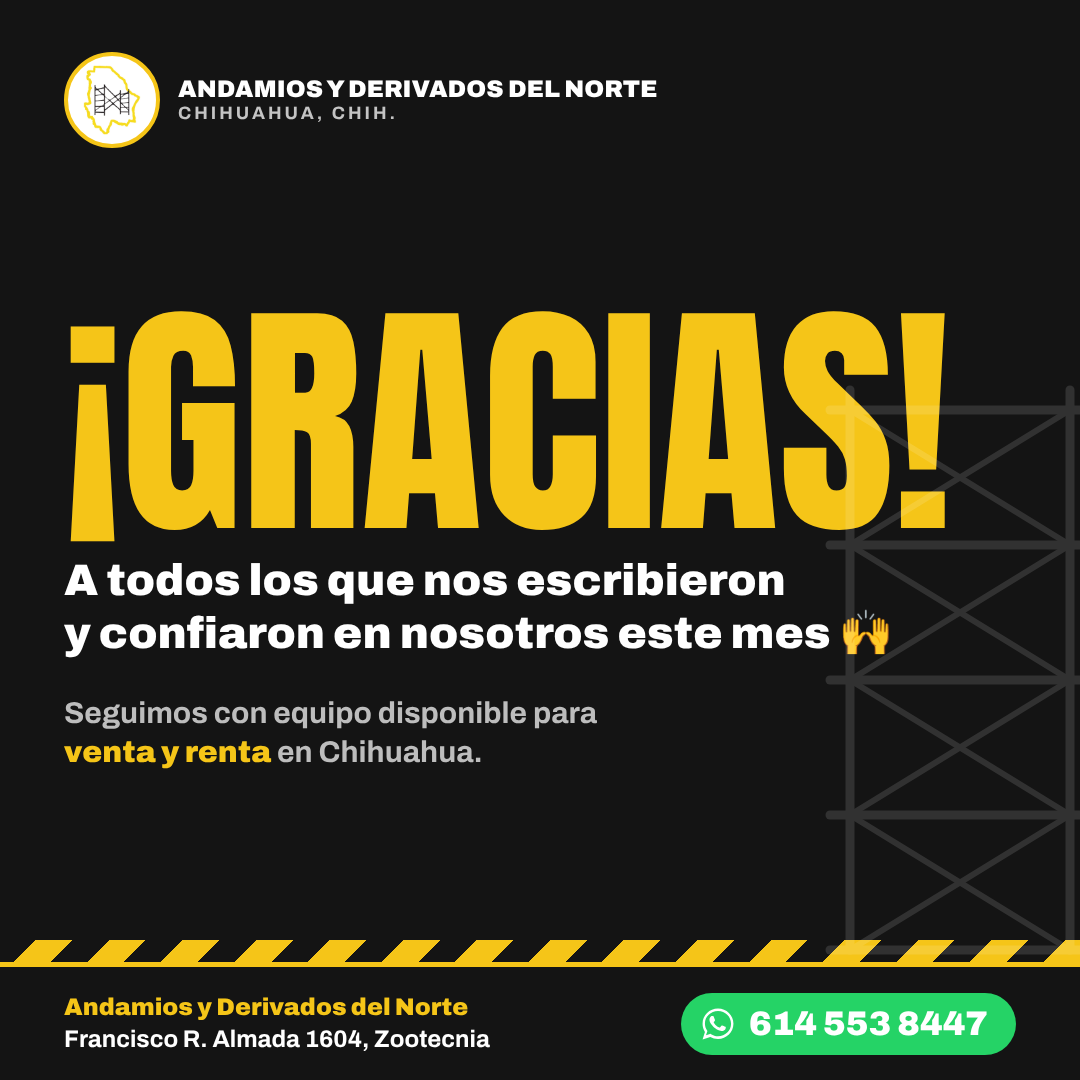 ANDAMIOS Y DERIVADOS DEL NORTE
CHIHUAHUA, CHIH.
¡GRACIAS!
A todos los que nos escribieron
y confiaron en nosotros este mes 🙌
Seguimos con equipo disponible para
venta y renta en Chihuahua.
Andamios y Derivados del Norte
Francisco R. Almada 1604, Zootecnia
614 553 8447